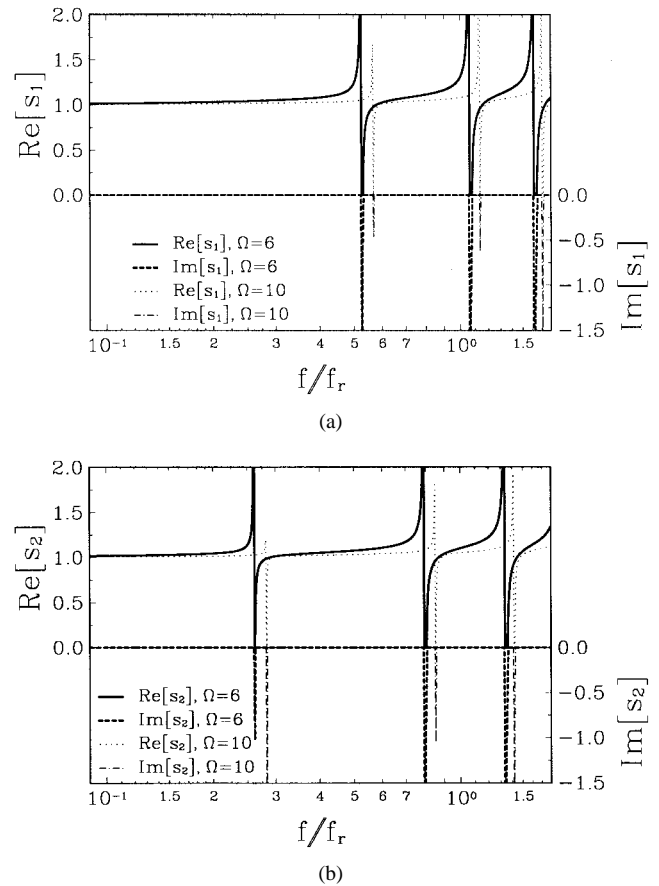 2.0
1.5
1.0
0.5
0.0
Re[s₁]
0.0
−0.5
−1.0
−1.5
Im[s₁]
Re[s₁], Ω=6
Im[s₁], Ω=6
Re[s₁], Ω=10
Im[s₁], Ω=10
10⁻¹ 1.5 2 3 4 5 6 7 10⁰ 1.5
f/fᵣ
(a)
2.0
1.5
1.0
0.5
0.0
Re[s₂]
0.0
−0.5
−1.0
−1.5
Im[s₂]
Re[s₂], Ω=6
Im[s₂], Ω=6
Re[s₂], Ω=10
Im[s₂], Ω=10
10⁻¹ 1.5 2 3 4 5 6 7 10⁰ 1.5
f/fᵣ
(b)